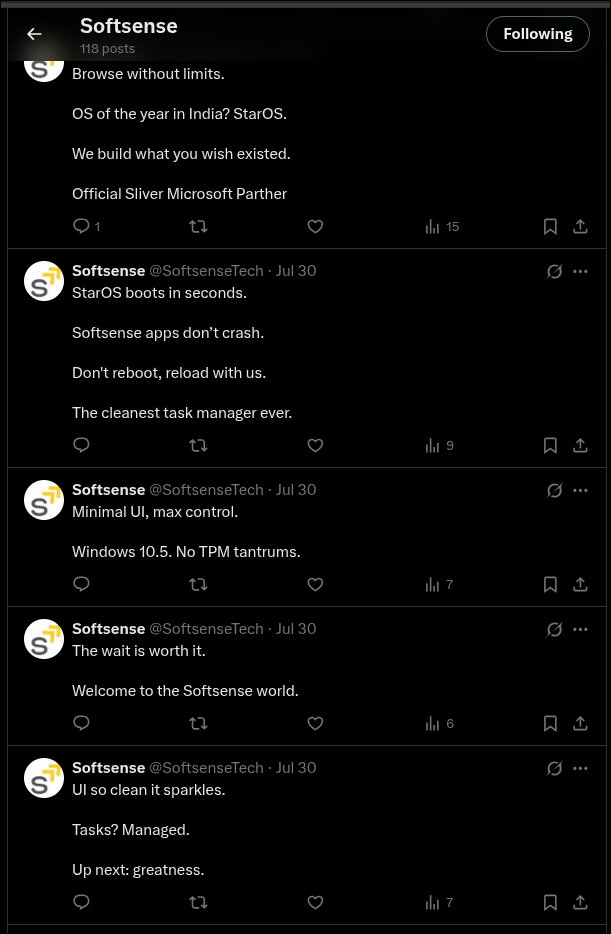 Softsense
118 posts
Following
Browse without limits.
OS of the year in India? StarOS.
We build what you wish existed.
Official Sliver Microsoft Parther
1
15
Softsense @SoftsenseTech · Jul 30
StarOS boots in seconds.
Softsense apps don’t crash.
Don't reboot, reload with us.
The cleanest task manager ever.
9
Softsense @SoftsenseTech · Jul 30
Minimal UI, max control.
Windows 10.5. No TPM tantrums.
7
Softsense @SoftsenseTech · Jul 30
The wait is worth it.
Welcome to the Softsense world.
6
Softsense @SoftsenseTech · Jul 30
UI so clean it sparkles.
Tasks? Managed.
Up next: greatness.
7